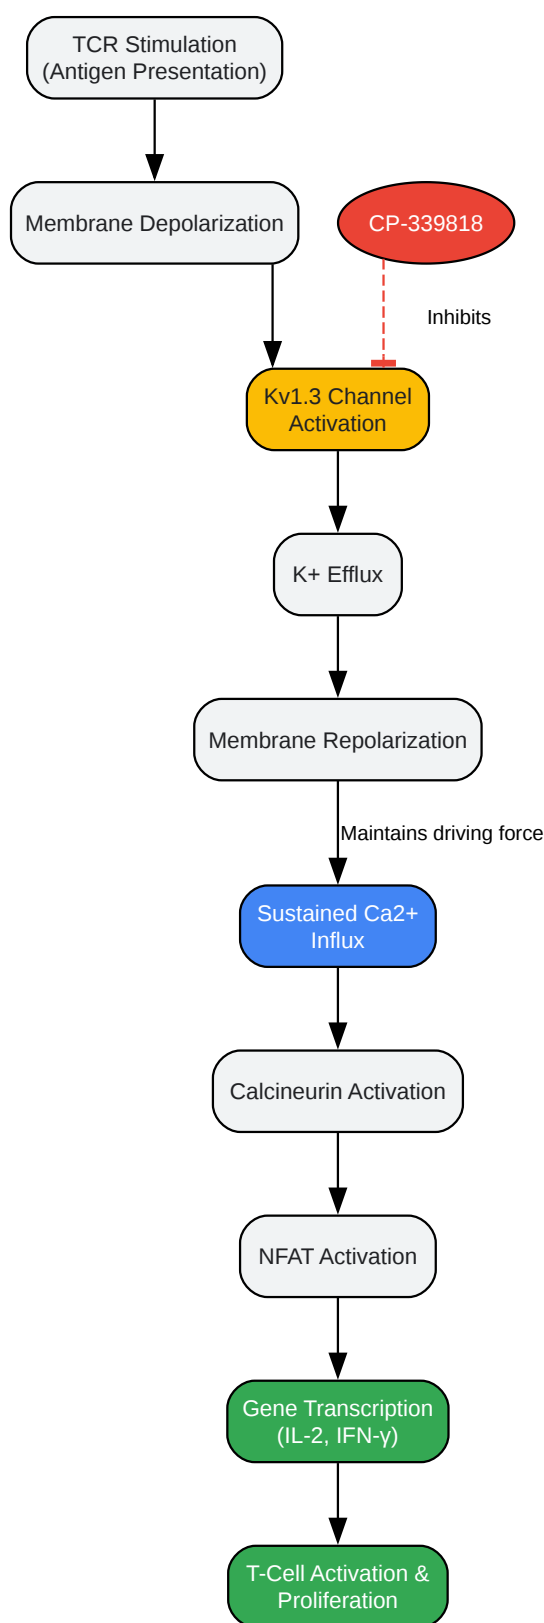 TCR Stimulation
(Antigen Presentation)
Membrane Depolarization
CP-339818
Inhibits
Kv1.3 Channel
Activation
K+ Efflux
Membrane Repolarization
Maintains driving force
Sustained Ca2+
Influx
Calcineurin Activation
NFAT Activation
Gene Transcription
(IL-2, IFN-γ)
T-Cell Activation &
Proliferation